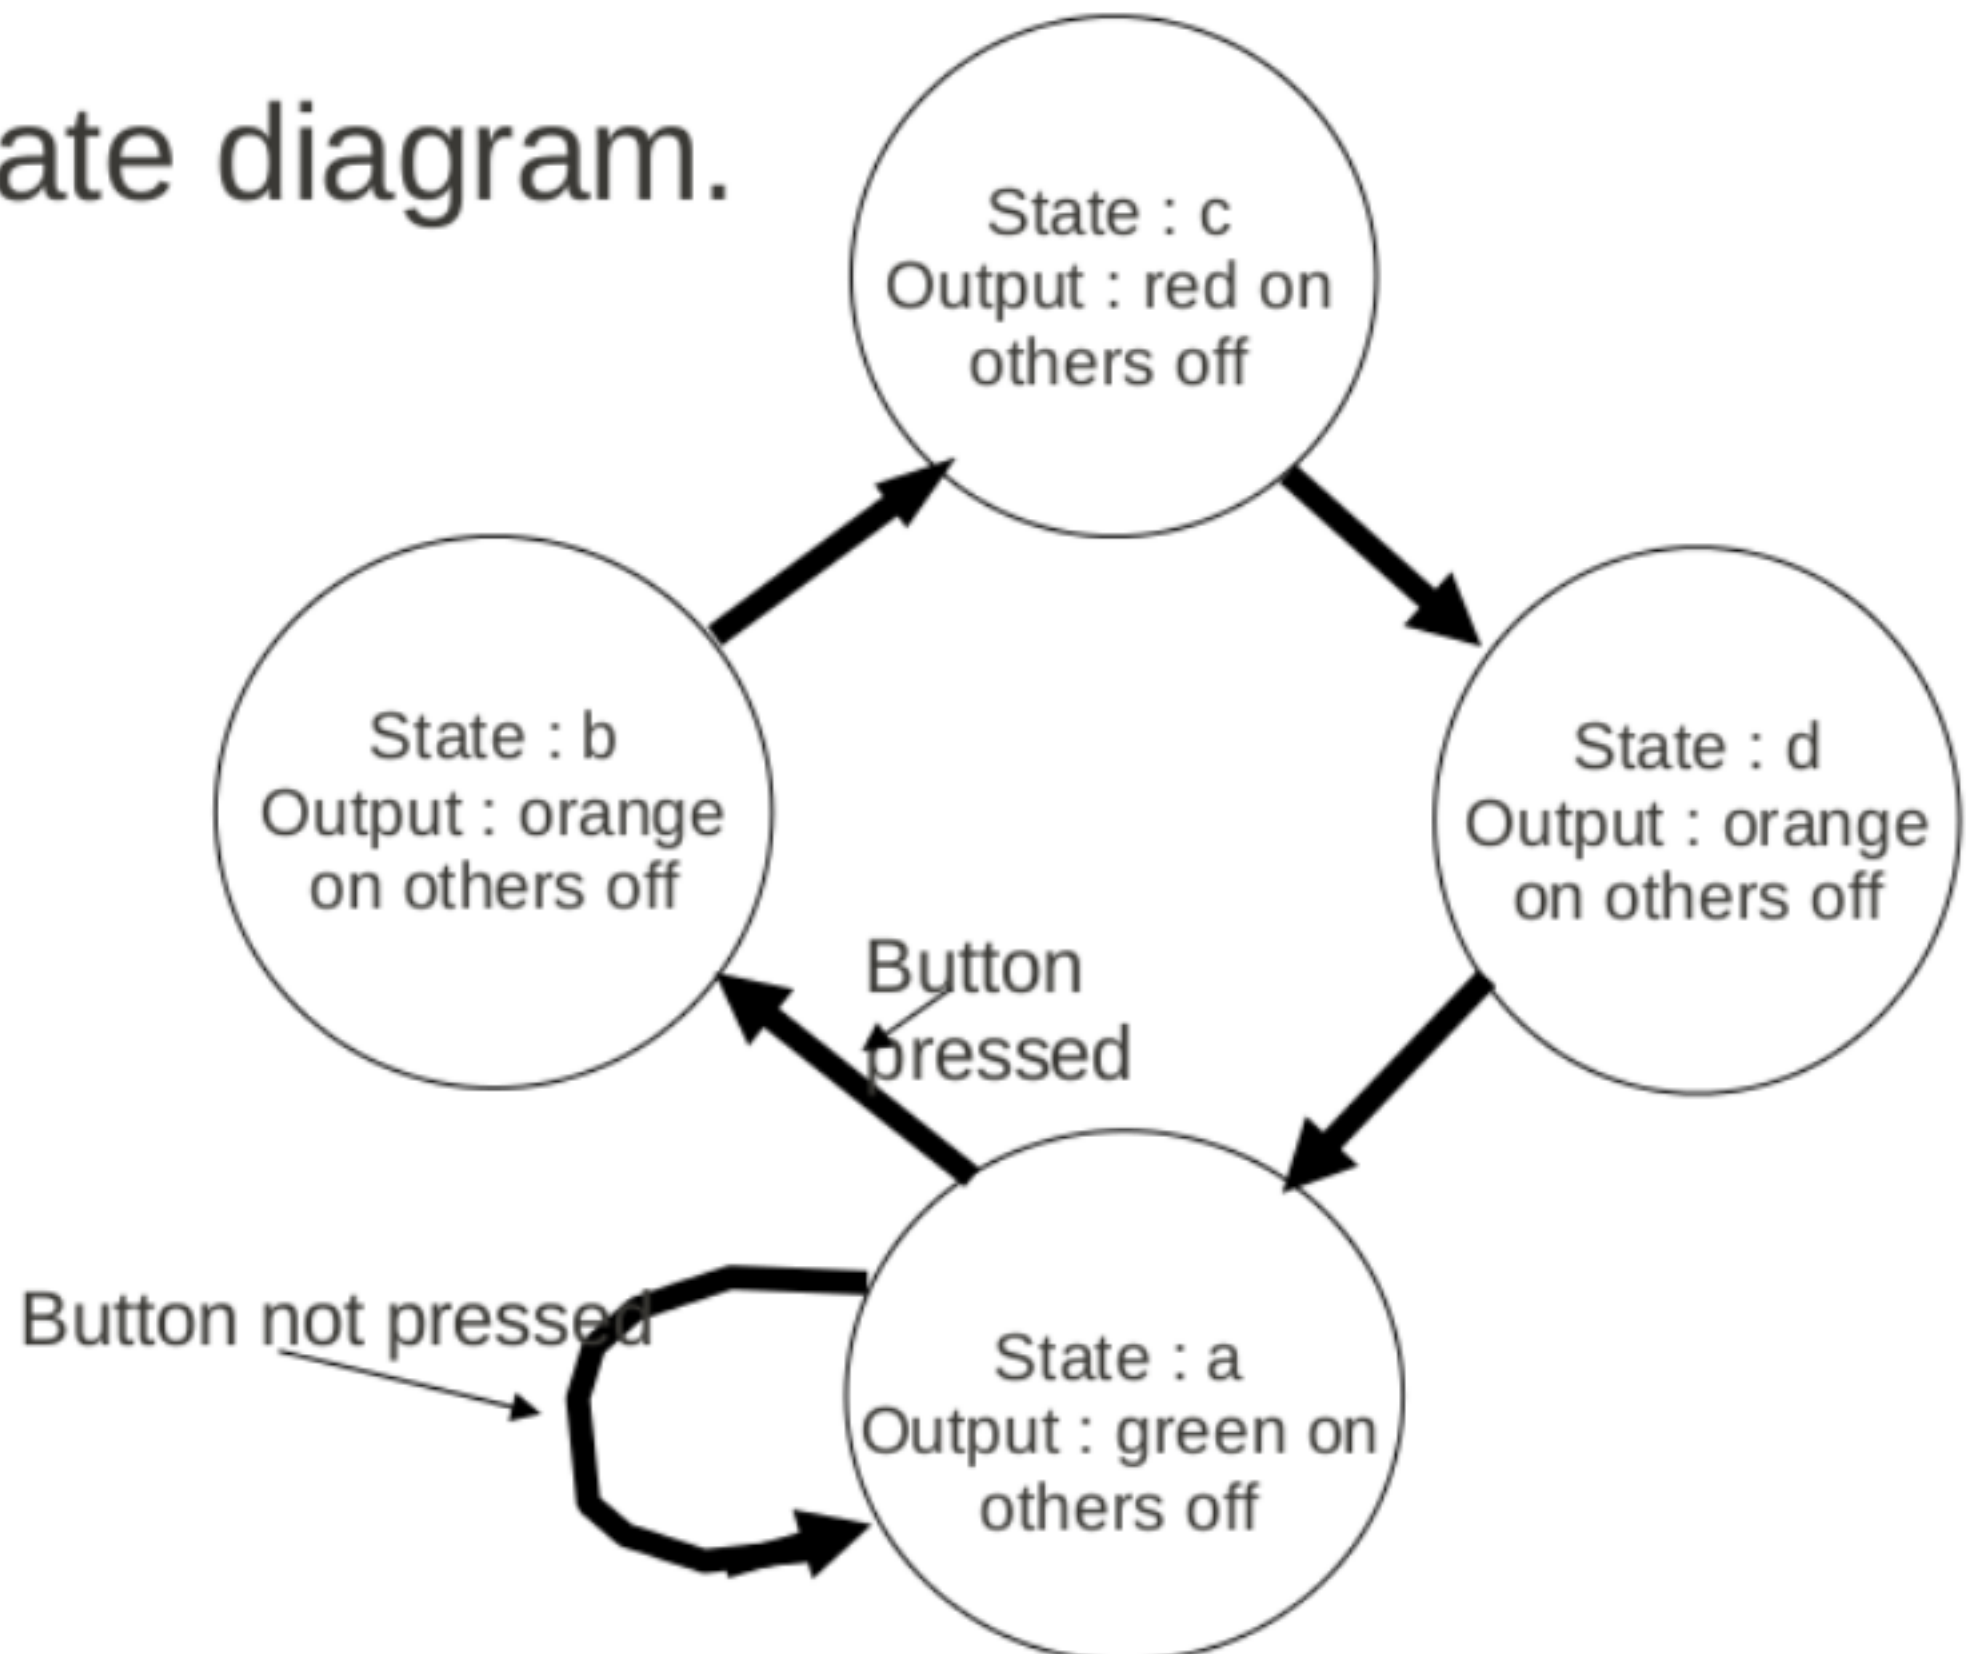 ate diagram.
State : c
Output : red on
others off
State : b
Output : orange
on others off
State : d
Output : orange
on others off
Button
pressed
Button not pressed
State : a
Output : green on
others off